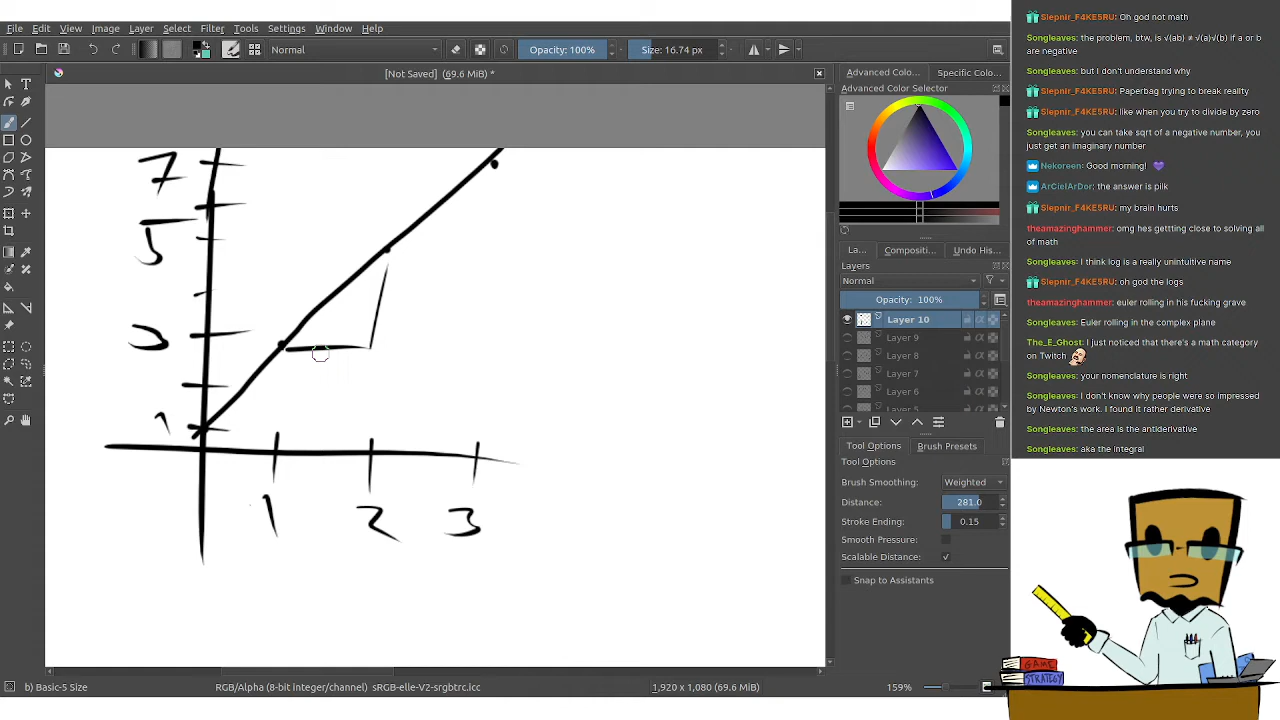 File Edit View Image Layer Select Filter Tools Settings Window Help
Normal
Opacity: 100%
Size: 16.74 px
[Not Saved] (69.6 MiB) *
7
5
3
1
1 2 3
b) Basic-5 Size
RGB/Alpha (8-bit integer/channel) sRGB-elle-V2-srgbtrc.icc
1,920 x 1,080 (69.6 MiB)
159%
Advanced Colo...
Specific Colo...
Advanced Color Selector
La...
Compositi...
Undo His...
Layers
Normal
Opacity: 100%
Layer 10
Layer 9
Layer 8
Layer 7
Layer 6
Layer 5
Tool Options
Brush Presets
Tool Options
Brush Smoothing: Weighted
Distance: 281.0
Stroke Ending: 0.15
Smooth Pressure:
Scalable Distance: ✓
Snap to Assistants
Slepnir_F4KE5RU: Oh god not math
Songleaves: the problem, btw, is √(ab) ≠ √(a)√(b) if a or b
are negative
Songleaves: but I don't understand why
Slepnir_F4KE5RU: Paperbag trying to break reality
Slepnir_F4KE5RU: like when you try to divide by zero
Songleaves: you can take sqrt of a negative number, you
just get an imaginary number
Nekoreen: Good morning! 💜
ArCielArDor: the answer is pilk
Slepnir_F4KE5RU: my brain hurts
theamazinghammer: omg hes gettting close to solving all
of math
Songleaves: I think log is a really unintuitive name
Slepnir_F4KE5RU: oh god the logs
theamazinghammer: euler rolling in his fucking grave
Songleaves: Euler rolling in the complex plane
The_E_Ghost: I just noticed that there's a math category
on Twitch
Songleaves: your nomenclature is right
Songleaves: I don't know why people were so impressed
by Newton's work. I found it rather derivative
Songleaves: the area is the antiderivative
Songleaves: aka the integral
GAME
STRATEGY